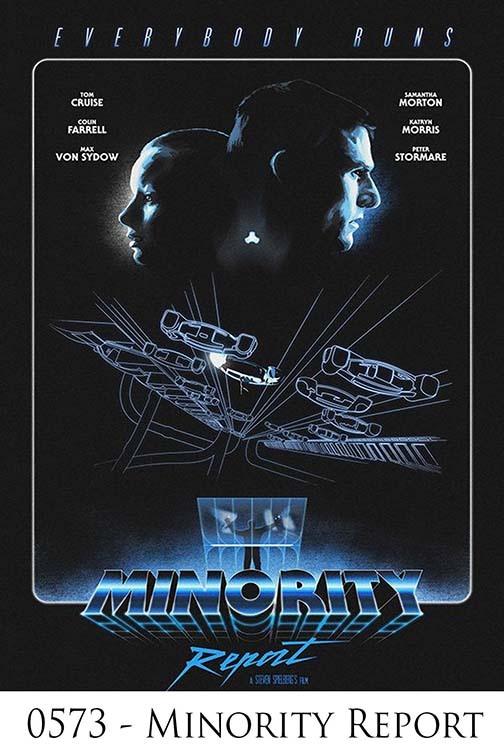 EVERYBODY RUNS
TOM
CRUISE
COLIN
FARRELL
MAX
VON SYDOW
SAMANTHA
MORTON
KATRYN
MORRIS
PETER
STORMARE
MINORITY
Report
A STEVEN SPIELBERG'S FILM
0573 - MINORITY REPORT